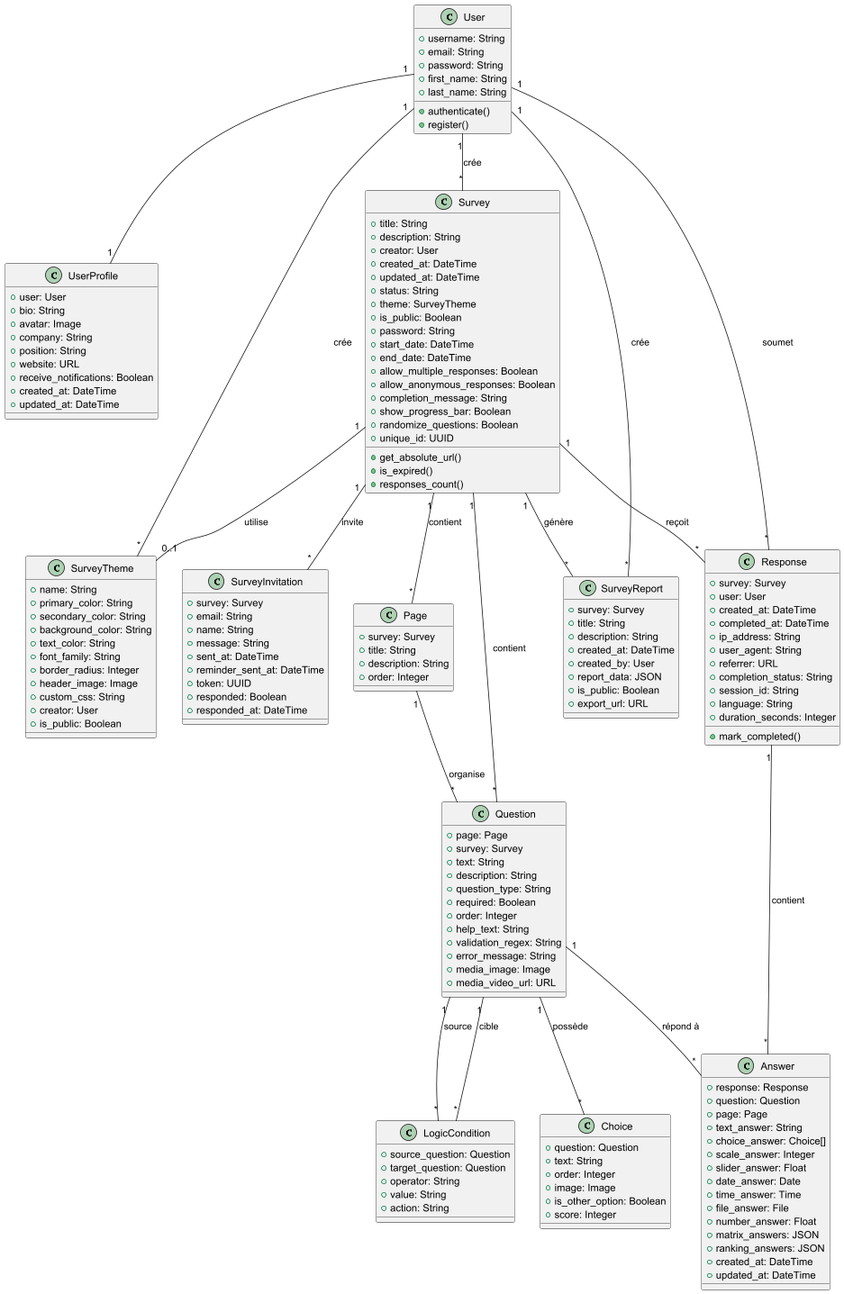 C User
username: String
email: String
password: String
first_name: String
last_name: String
authenticate()
register()
1
1
1
1
1
crée
*
1
C UserProfile
user: User
bio: String
avatar: Image
company: String
position: String
website: URL
receive_notifications: Boolean
created_at: DateTime
updated_at: DateTime
C Survey
title: String
description: String
creator: User
created_at: DateTime
updated_at: DateTime
status: String
theme: SurveyTheme
is_public: Boolean
password: String
start_date: DateTime
end_date: DateTime
allow_multiple_responses: Boolean
allow_anonymous_responses: Boolean
completion_message: String
show_progress_bar: Boolean
randomize_questions: Boolean
unique_id: UUID
get_absolute_url()
is_expired()
responses_count()
crée
crée
soumet
1
1
1
1
1
1
utilise
invite
contient
génère
reçoit
*
0..1
*
*
*
*
*
*
C SurveyTheme
name: String
primary_color: String
secondary_color: String
background_color: String
text_color: String
font_family: String
border_radius: Integer
header_image: Image
custom_css: String
creator: User
is_public: Boolean
C SurveyInvitation
survey: Survey
email: String
name: String
message: String
sent_at: DateTime
reminder_sent_at: DateTime
token: UUID
responded: Boolean
responded_at: DateTime
C Page
survey: Survey
title: String
description: String
order: Integer
contient
C SurveyReport
survey: Survey
title: String
description: String
created_at: DateTime
created_by: User
report_data: JSON
is_public: Boolean
export_url: URL
C Response
survey: Survey
user: User
created_at: DateTime
completed_at: DateTime
ip_address: String
user_agent: String
referrer: URL
completion_status: String
session_id: String
language: String
duration_seconds: Integer
mark_completed()
1
organise
*
*
1
C Question
page: Page
survey: Survey
text: String
description: String
question_type: String
required: Boolean
order: Integer
help_text: String
validation_regex: String
error_message: String
media_image: Image
media_video_url: URL
1
contient
1
1
1
source
cible
possède
répond à
*
*
*
*
*
C LogicCondition
source_question: Question
target_question: Question
operator: String
value: String
action: String
C Choice
question: Question
text: String
order: Integer
image: Image
is_other_option: Boolean
score: Integer
C Answer
response: Response
question: Question
page: Page
text_answer: String
choice_answer: Choice[]
scale_answer: Integer
slider_answer: Float
date_answer: Date
time_answer: Time
file_answer: File
number_answer: Float
matrix_answers: JSON
ranking_answers: JSON
created_at: DateTime
updated_at: DateTime